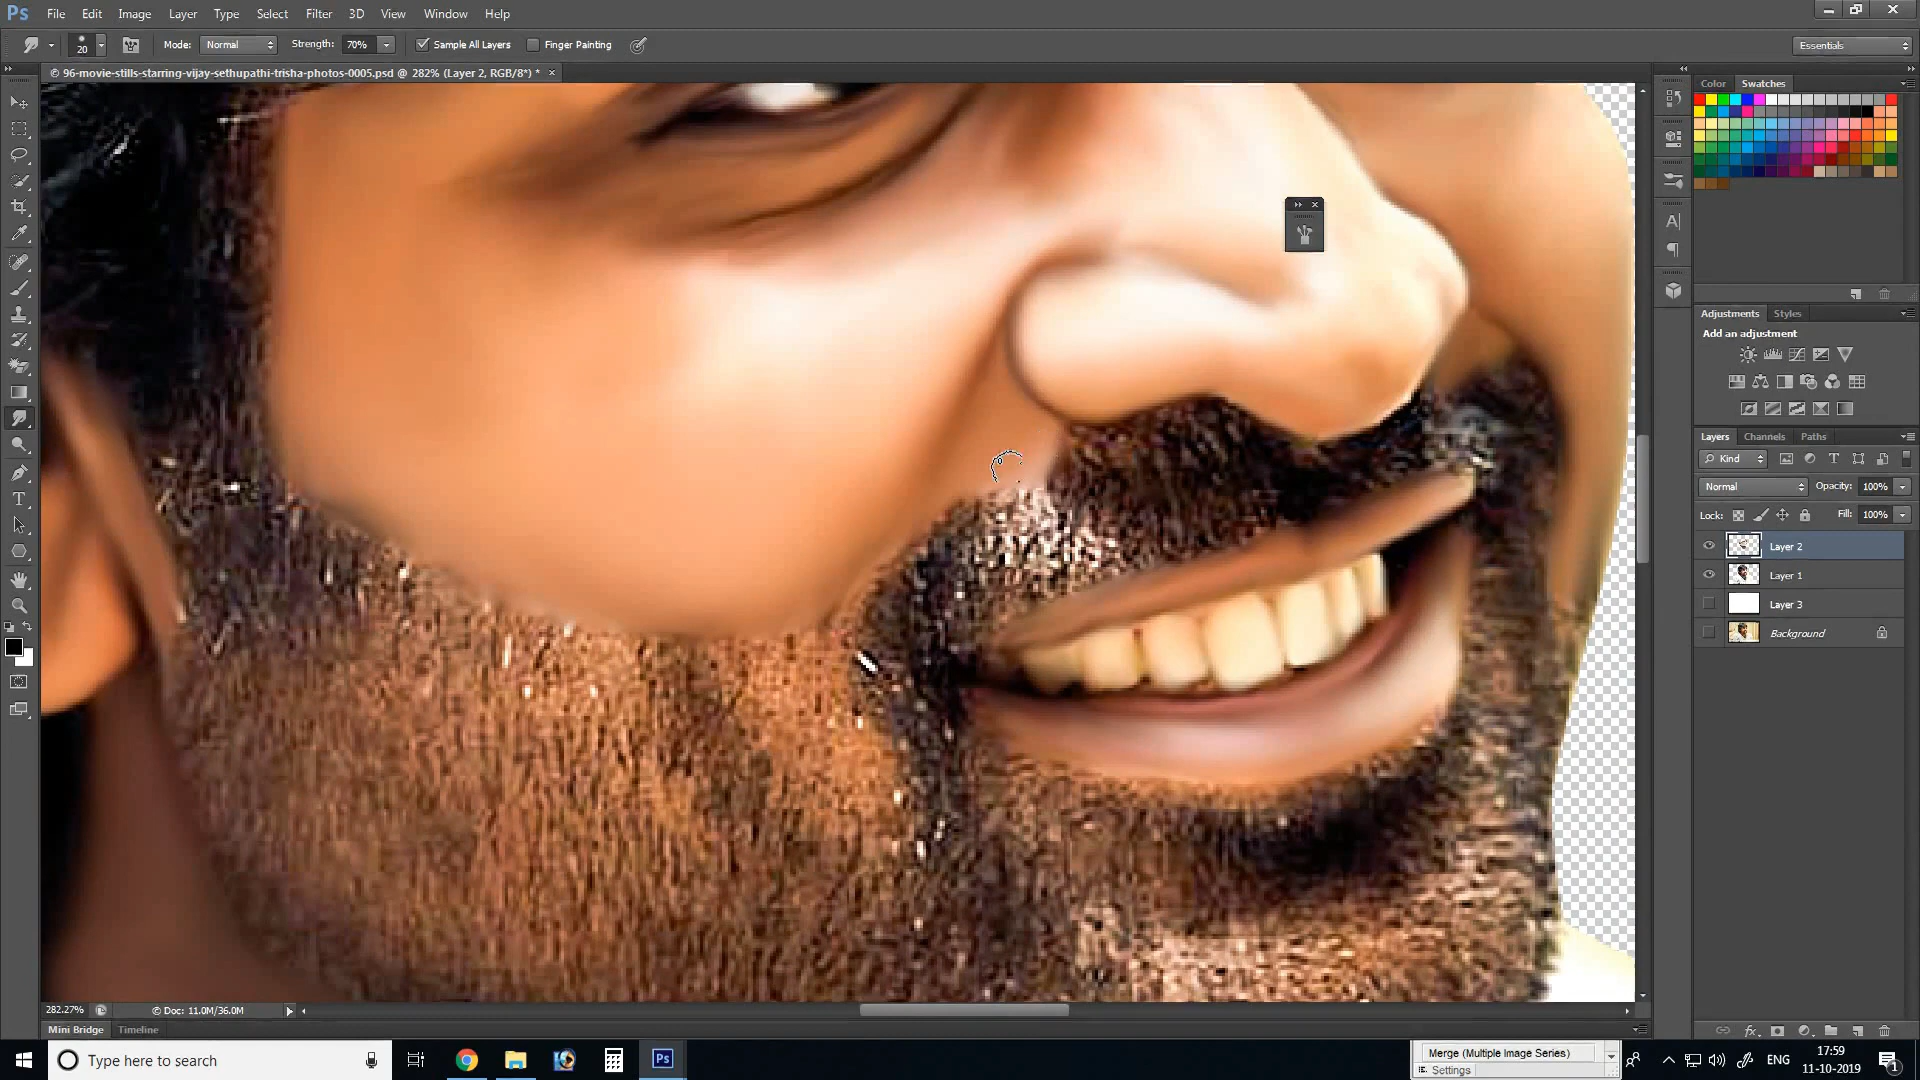 Ps File Edit Image Layer Type Select Filter 3D View Window Help
20 Mode: Normal Strength: 70% Sample All Layers Finger Painting Essentials
© 96-movie-stills-starring-vijay-sethupathi-trisha-photos-0005.psd @ 282% (Layer 2, RGB/8*) * ×
Color Swatches
Adjustments Styles
Add an adjustment
Layers Channels Paths
Kind
Normal Opacity: 100%
Lock: Fill: 100%
Layer 2
Layer 1
Layer 3
Background
282.27% © Doc: 11.0M/36.0M
Mini Bridge Timeline
Type here to search
Merge (Multiple Image Series)
Settings
ENG
17:59
11-10-2019
1